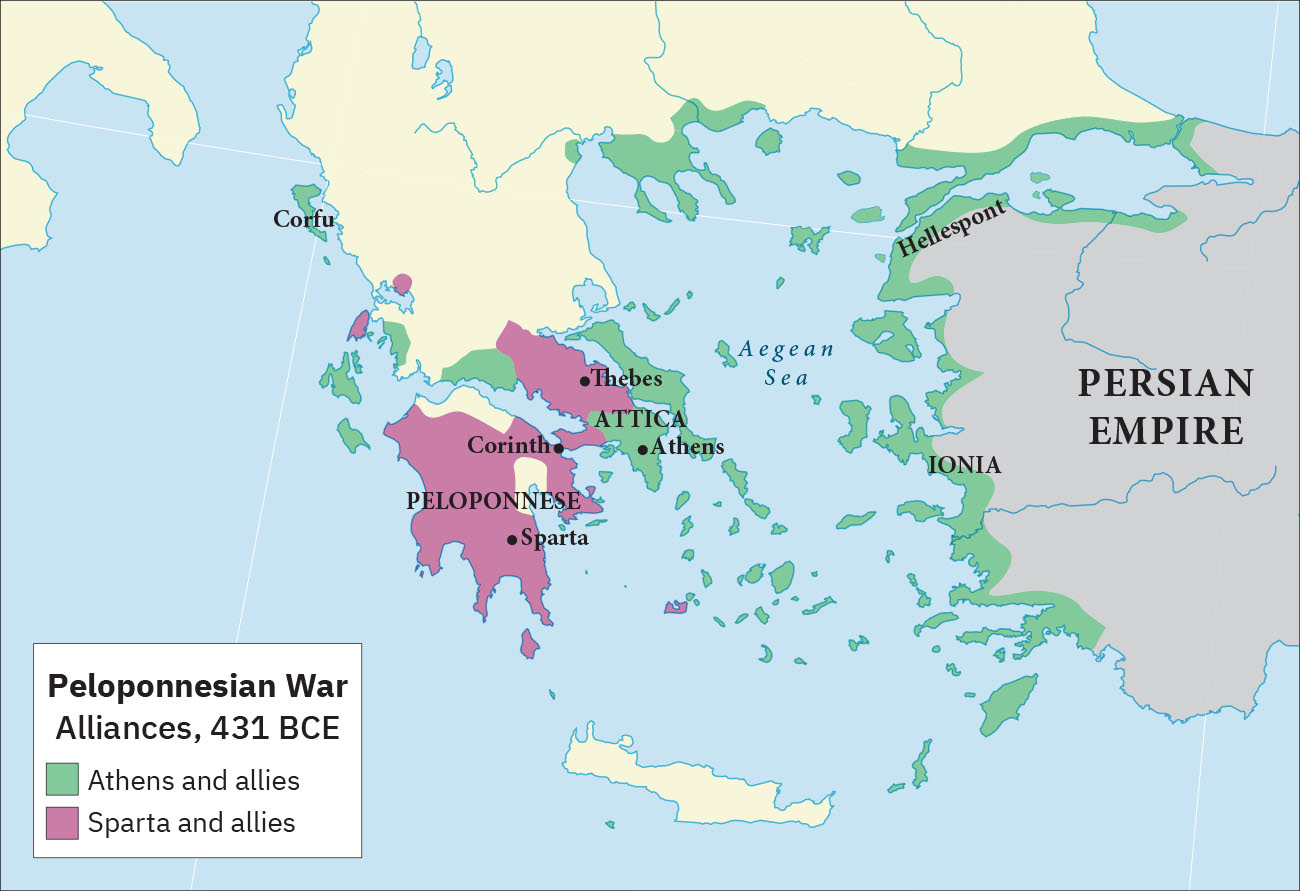 Corfu
Hellespont
Aegean
Sea
Thebes
PERSIAN
EMPIRE
ATTICA
Corinth
Athens
IONIA
PELOPONNESE
Sparta
Peloponnesian War
Alliances, 431 BCE
Athens and allies
Sparta and allies